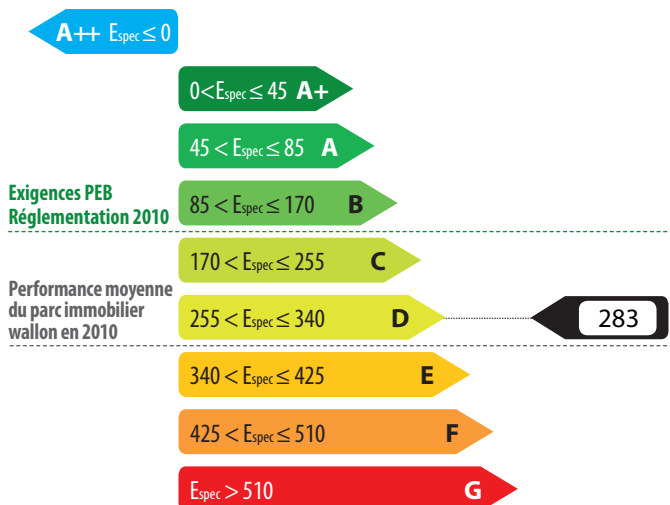 A++ Espec ≤ 0
0<Espec ≤ 45 A+
45 < Espec ≤ 85 A
Exigences PEB
Réglementation 2010
85 < Espec ≤ 170 B
170 < Espec ≤ 255 C
Performance moyenne
du parc immobilier
wallon en 2010
255 < Espec ≤ 340 D
283
340 < Espec ≤ 425 E
425 < Espec ≤ 510 F
Espec > 510 G